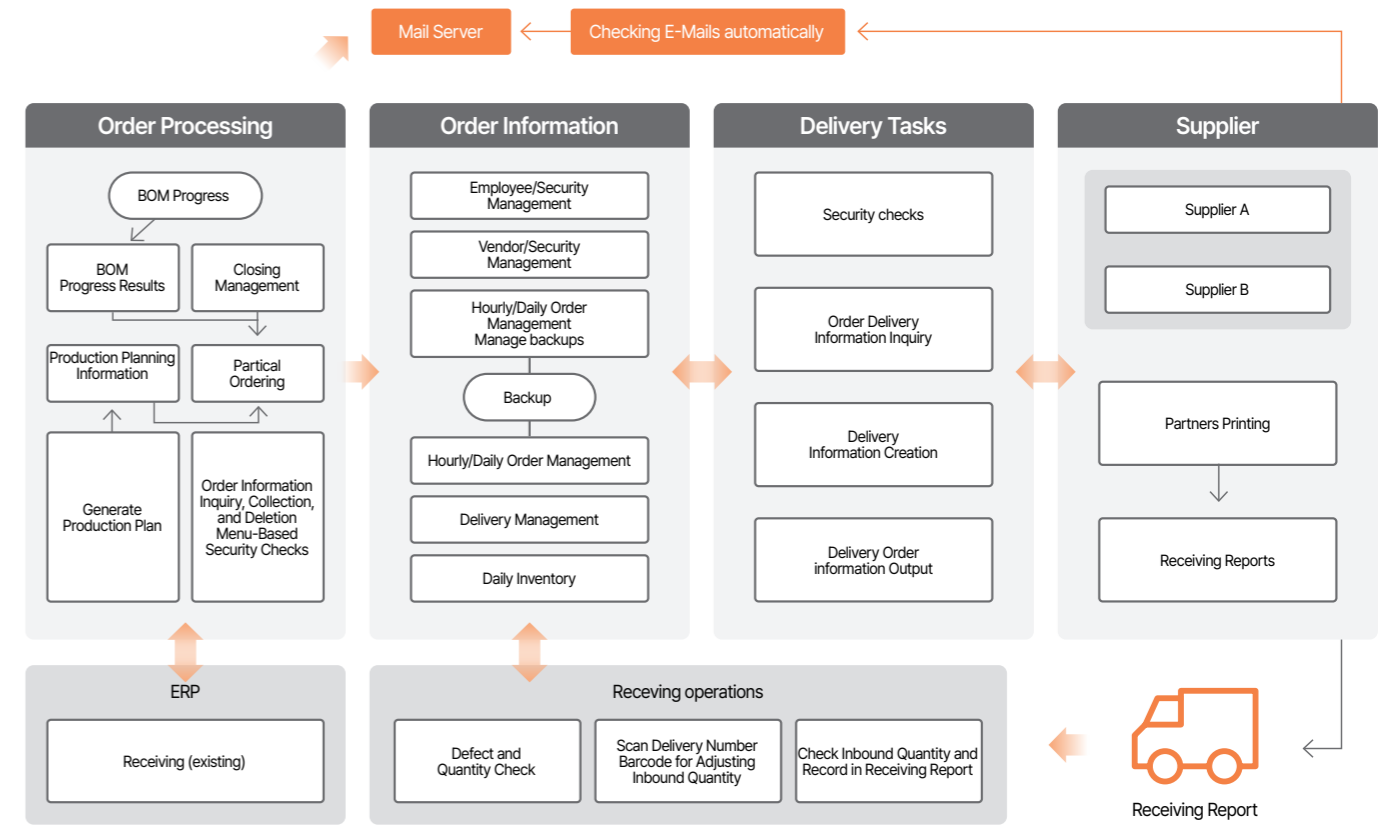 Mail Server
Checking E-Mails automatically
Order Processing
BOM Progress
BOM
Progress Results
Closing
Management
Production Planning
Information
Partical
Ordering
Generate
Production Plan
Order Information
Inquiry, Collection,
and Deletion
Menu-Based
Security Checks
Order Information
Employee/Security
Management
Vendor/Security
Management
Hourly/Daily Order
Management
Manage backups
Backup
Hourly/Daily Order Management
Delivery Management
Daily Inventory
Delivery Tasks
Security checks
Order Delivery
Information Inquiry
Delivery
Information Creation
Delivery Order
information Output
Supplier
Supplier A
Supplier B
Partners Printing
Receiving Reports
ERP
Receiving (existing)
Receving operations
Defect and
Quantity Check
Scan Delivery Number
Barcode for Adjusting
Inbound Quantity
Check Inbound Quantity and
Record in Receiving Report
Receiving Report